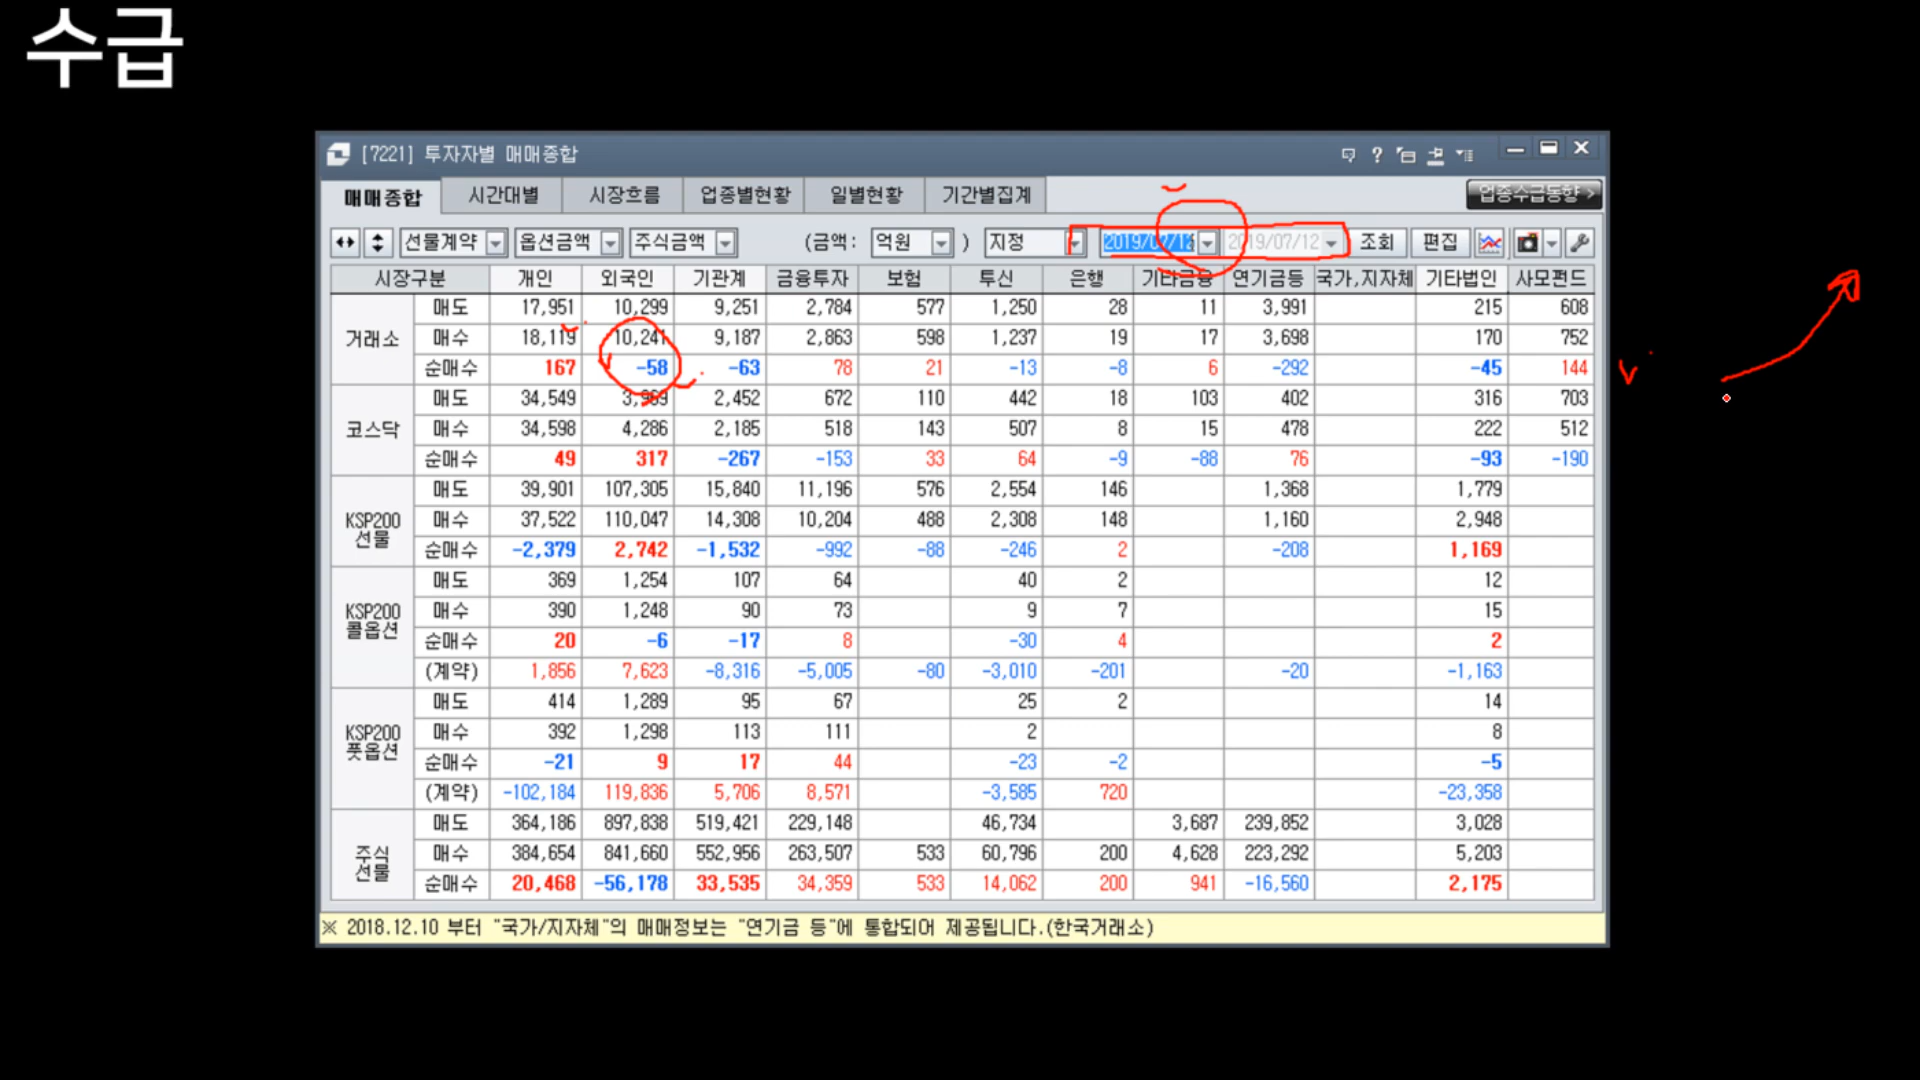 수급
[7221] 투자자별 매매종합
매매종합 시간대별 시장흐름 업종별현황 일별현황 기간별집계 업종수급동향 >
선물계약 옵션금액 주식금액 (금액: 억원 ) 지정 2019/07/12 2019/07/12 조회 편집
시장구분 개인 외국인 기관계 금융투자 보험 투신 은행 기타금융 연기금등 국가,지자체 기타법인 사모펀드
거래소
매도 17,951 10,299 9,251 2,784 577 1,250 28 11 3,991 215 608
매수 18,119 10,241 9,187 2,863 598 1,237 19 17 3,698 170 752
순매수 167 -58 -63 78 21 -13 -8 6 -292 -45 144
코스닥
매도 34,549 3,969 2,452 672 110 442 18 103 402 316 703
매수 34,598 4,286 2,185 518 143 507 8 15 478 222 512
순매수 49 317 -267 -153 33 64 -9 -88 76 -93 -190
KSP200
선물
매도 39,901 107,305 15,840 11,196 576 2,554 146 1,368 1,779
매수 37,522 110,047 14,308 10,204 488 2,308 148 1,160 2,948
순매수 -2,379 2,742 -1,532 -992 -88 -246 2 -208 1,169
KSP200
콜옵션
매도 369 1,254 107 64 40 2 12
매수 390 1,248 90 73 9 7 15
순매수 20 -6 -17 8 -30 4 2
(계약) 1,856 7,623 -8,316 -5,005 -80 -3,010 -201 -20 -1,163
KSP200
풋옵션
매도 414 1,289 95 67 25 2 14
매수 392 1,298 113 111 2 8
순매수 -21 9 17 44 -23 -2 -5
(계약) -102,184 119,836 5,706 8,571 -3,585 720 -23,358
주식
선물
매도 364,186 897,838 519,421 229,148 46,734 3,687 239,852 3,028
매수 384,654 841,660 552,956 263,507 533 60,796 200 4,628 223,292 5,203
순매수 20,468 -56,178 33,535 34,359 533 14,062 200 941 -16,560 2,175
※ 2018.12.10 부터 "국가/지자체"의 매매정보는 "연기금 등"에 통합되어 제공됩니다.(한국거래소)